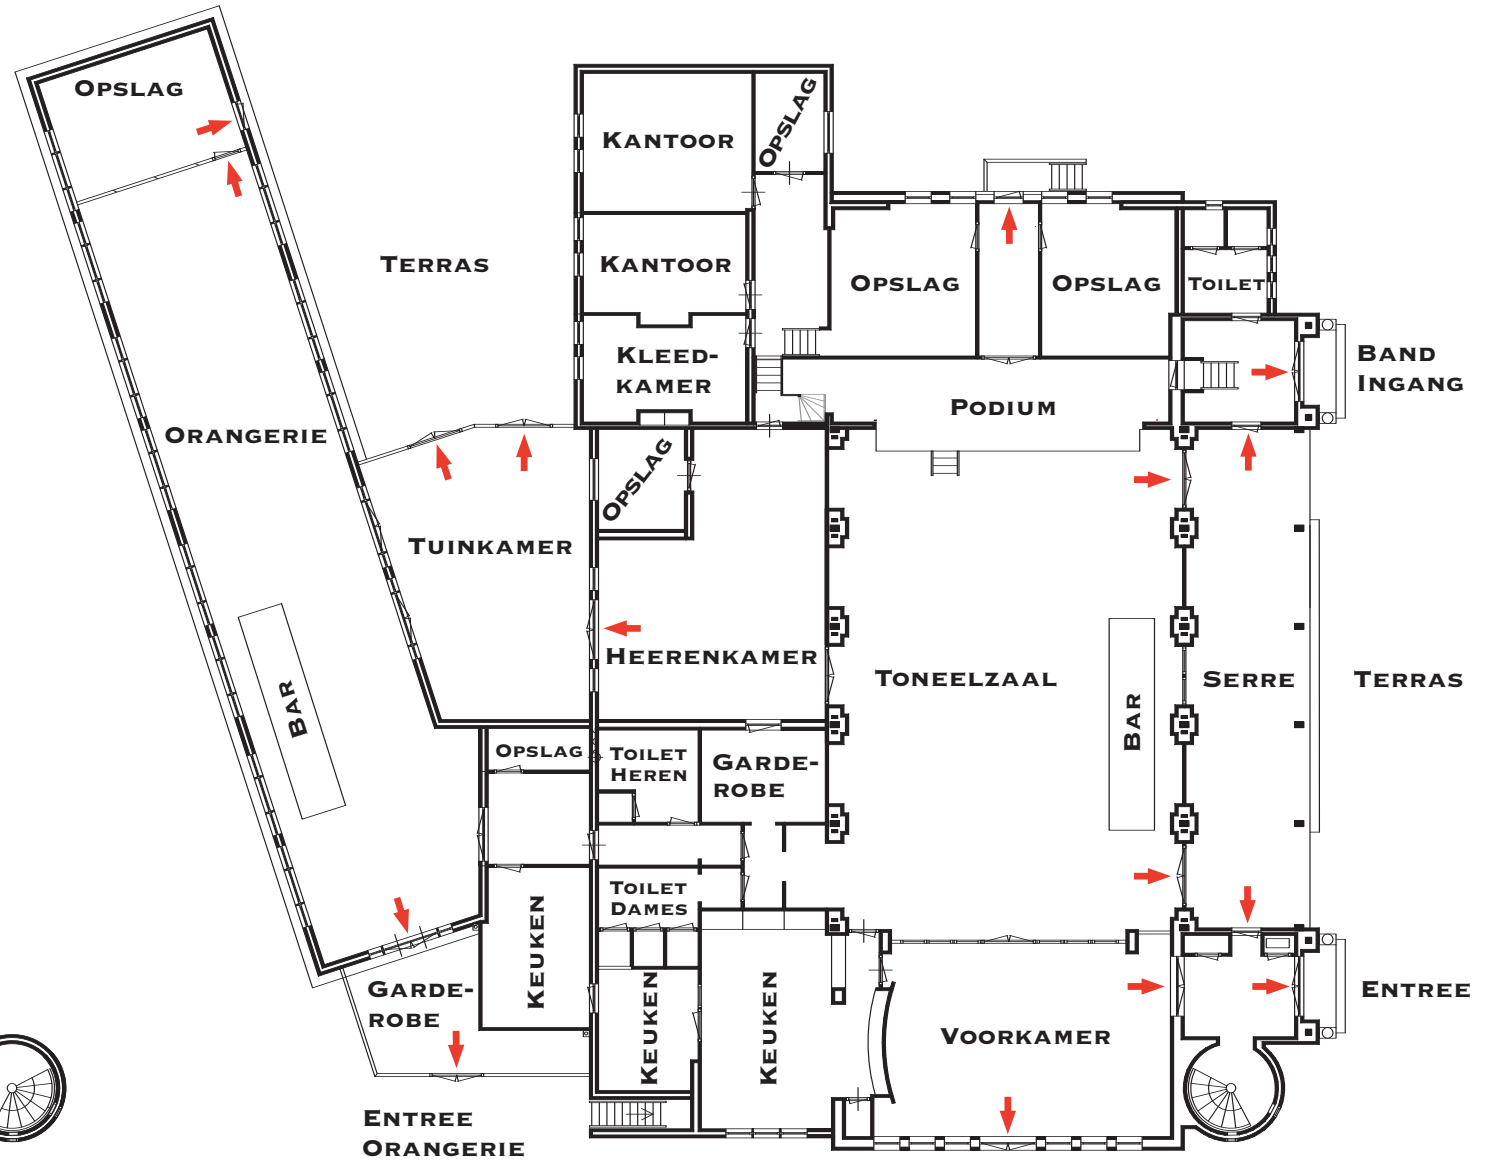 OPSLAG
KANTOOR
OPSLAG
TERRAS
KANTOOR
OPSLAG
OPSLAG
TOILET
KLEED-
KAMER
BAND
INGANG
PODIUM
ORANGERIE
OPSLAG
TUINKAMER
HEERENKAMER
TONEELZAAL
SERRE
TERRAS
BAR
BAR
OPSLAG
TOILET
HEREN
GARDE-
ROBE
TOILET
DAMES
KEUKEN
GARDE-
ROBE
KEUKEN
KEUKEN
VOORKAMER
ENTREE
ENTREE
ORANGERIE